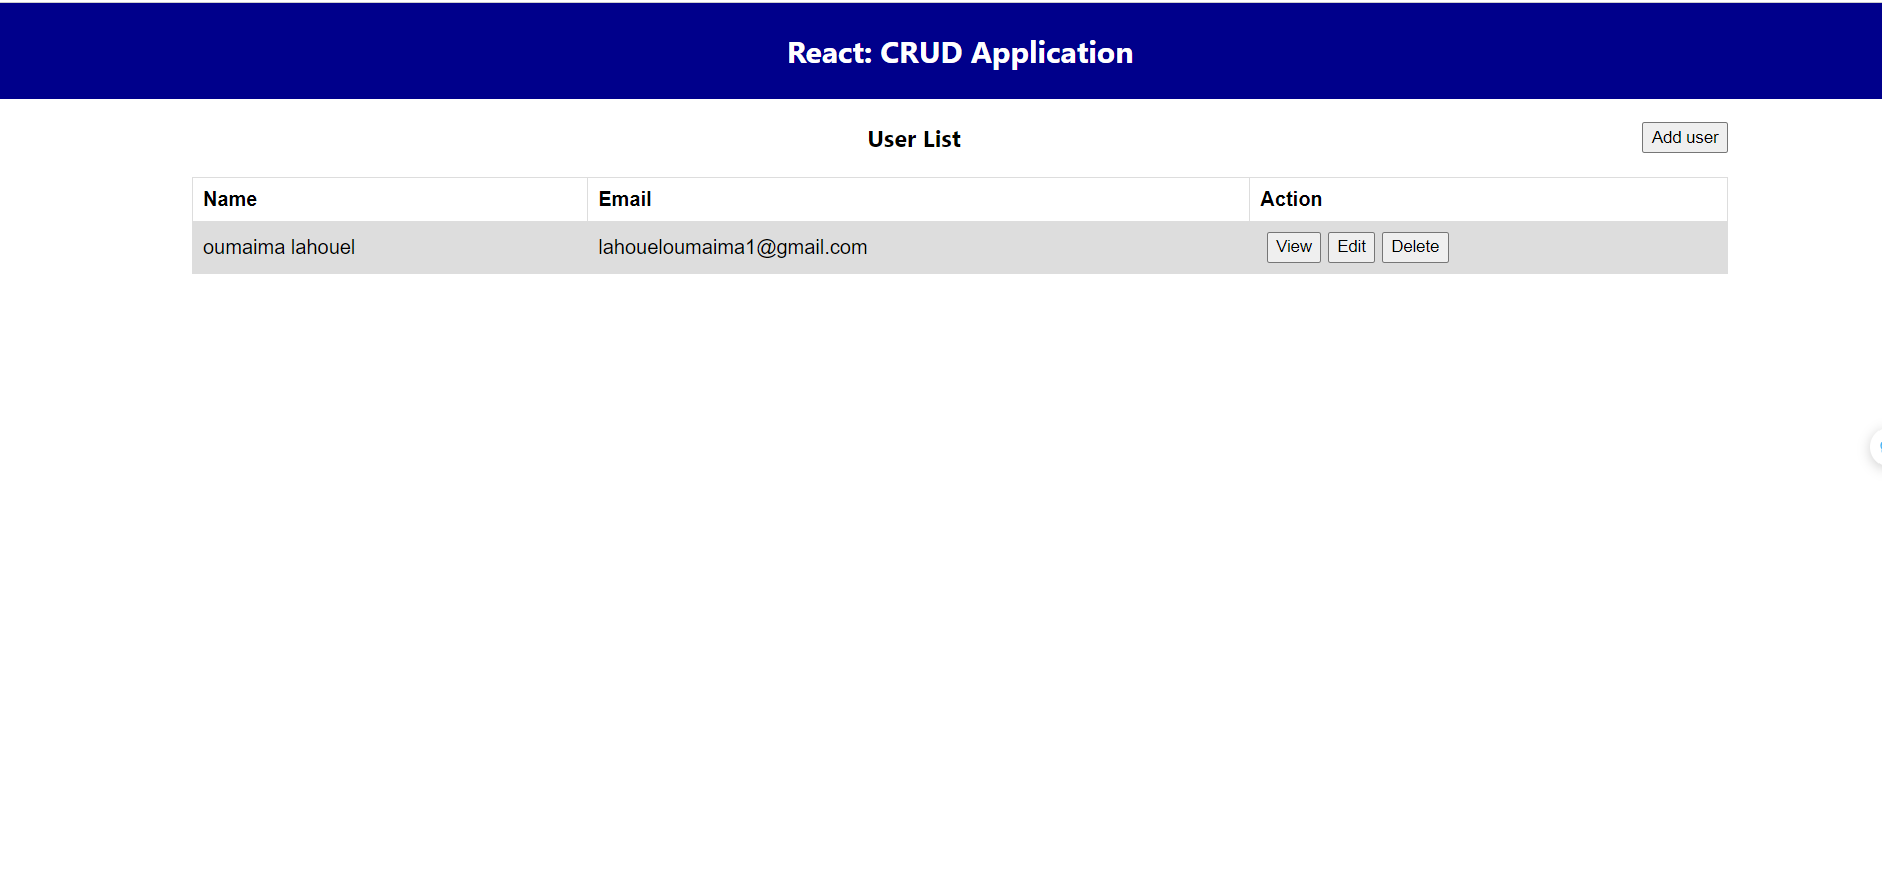 React: CRUD Application
User List
Add user
Name Email Action
oumaima lahouel lahoueloumaima1@gmail.com View Edit Delete